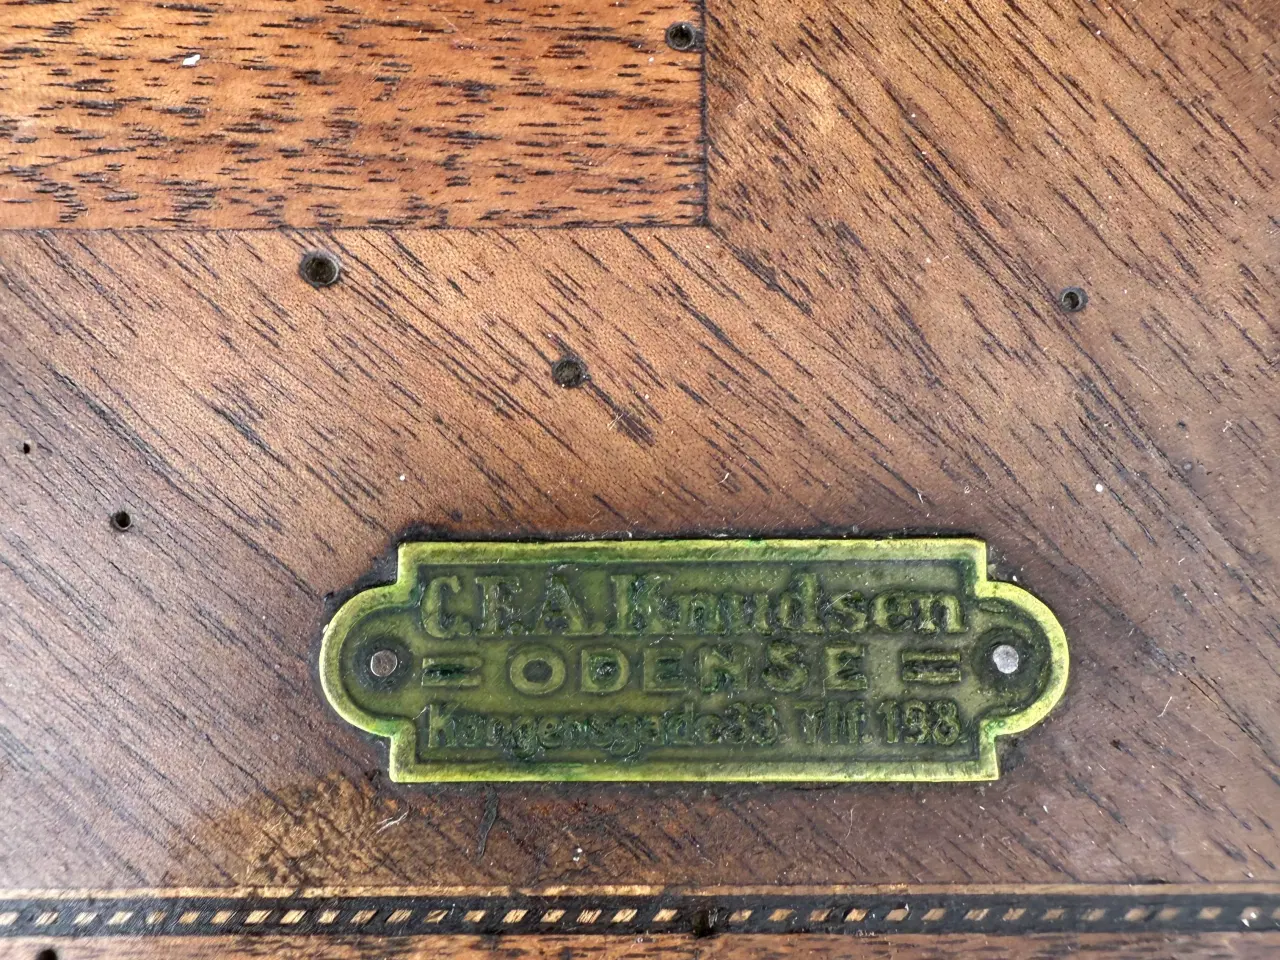 C.F.A. Knudsen
= ODENSE =
Kongensgade 33 Tlf. 198